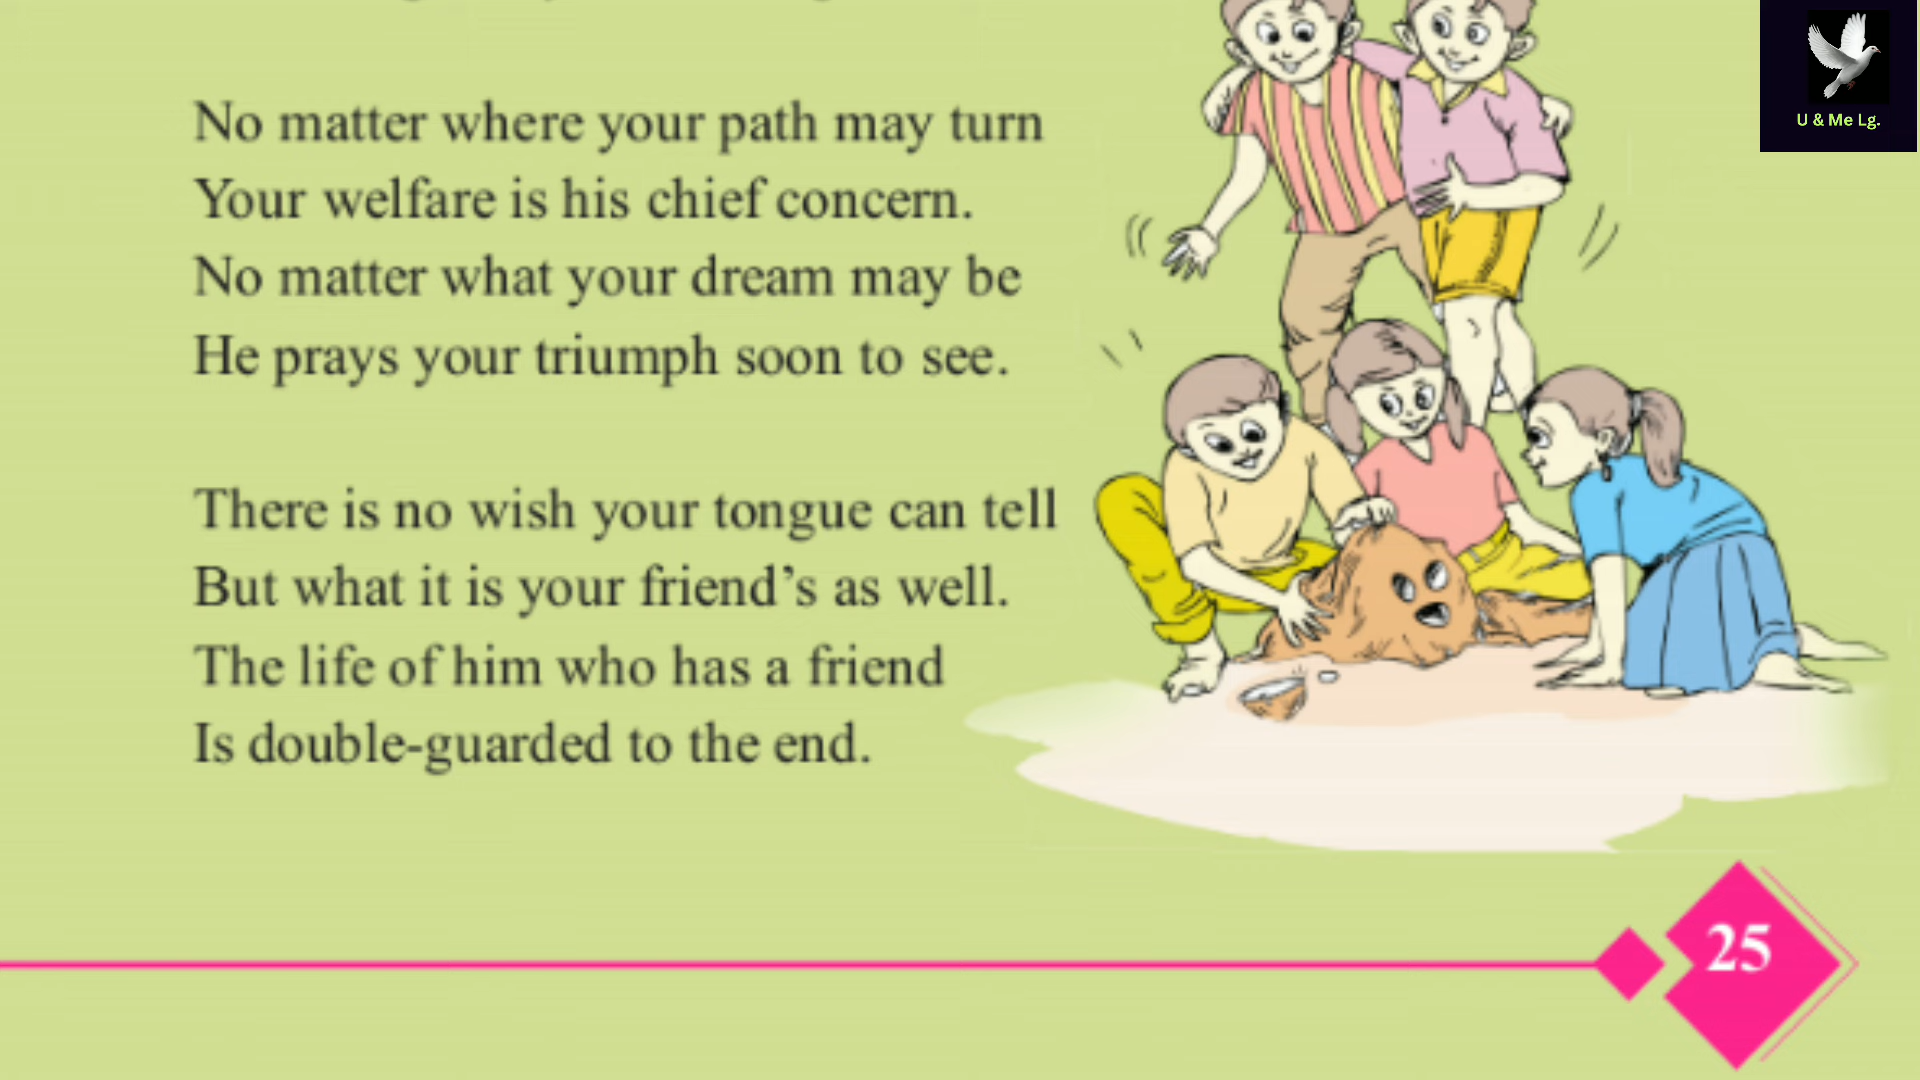 No matter where your path may turn
Your welfare is his chief concern.
No matter what your dream may be
He prays your triumph soon to see.
There is no wish your tongue can tell
But what it is your friend’s as well.
The life of him who has a friend
Is double-guarded to the end.
U & Me Lg.
25